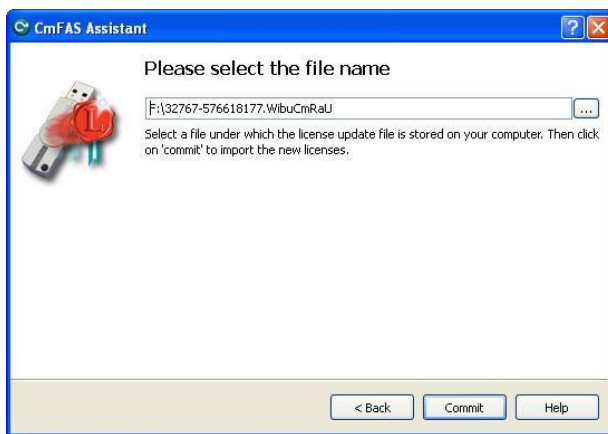 CmFAS Assistant
Please select the file name
F:\32767-576618177.WibuCmRaU
...
Select a file under which the license update file is stored on your computer. Then click
on 'commit' to import the new licenses.
L
< Back
Commit
Help